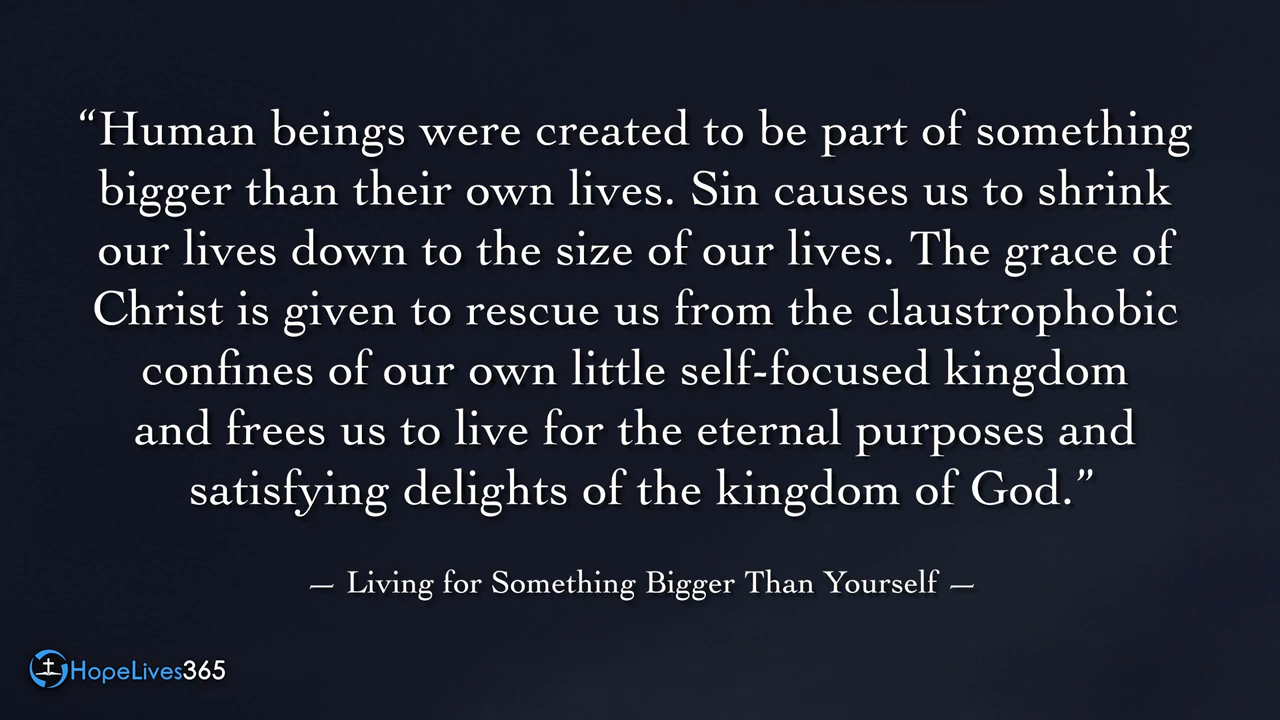 “Human beings were created to be part of something
bigger than their own lives. Sin causes us to shrink
our lives down to the size of our lives. The grace of
Christ is given to rescue us from the claustrophobic
confines of our own little self-focused kingdom
and frees us to live for the eternal purposes and
satisfying delights of the kingdom of God.”
— Living for Something Bigger Than Yourself —
HopeLives365